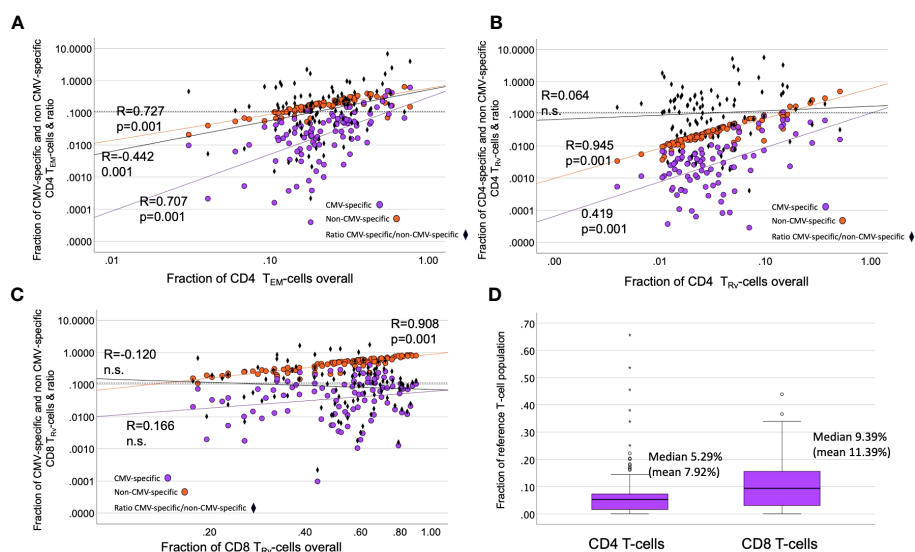 A
Fraction of CMV-specific and non CMV-specific
CD4 TEM-cells & ratio
10.0000
1.0000
.1000
.0100
.0010
.0001
.0000
R=0.727
p=0.001
R=-0.442
0.001
R=0.707
p=0.001
CMV-specific
Non-CMV-specific
Ratio CMV-specific/non-CMV-specific
.01
.10
1.00
Fraction of CD4 TEM-cells overall
B
Fraction of CD4-specific and non CMV-specific
CD4 TRv-cells & ratio
10.0000
1.0000
.1000
.0100
.0010
.0001
.0000
R=0.064
n.s.
R=0.945
p=0.001
0.419
p=0.001
CMV-specific
Non-CMV-specific
Ratio CMV-specific/non-CMV-specific
.00
.01
.10
1.00
Fraction of CD4 TRv-cells overall
C
Fraction of CMV-specific and non CMV-specific
CD8 TRv-cells & ratio
10.0000
1.0000
.1000
.0100
.0010
.0001
.0000
R=0.908
p=0.001
R=-0.120
n.s.
R=0.166
n.s.
CMV-specific
Non-CMV-specific
Ratio CMV-specific/non-CMV-specific
.20
.40
.60
.80
1.00
Fraction of CD8 TRv-cells overall
D
Fraction of reference T-cell population
.70
.60
.50
.40
.30
.20
.10
.00
Median 5.29%
(mean 7.92%)
Median 9.39%
(mean 11.39%)
CD4 T-cells
CD8 T-cells